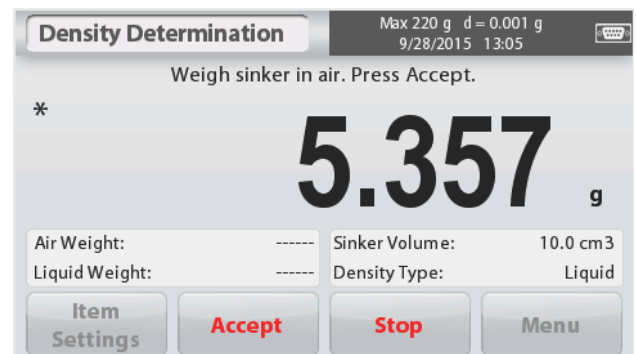 Density Determination
Max 220 g d = 0.001 g
9/28/2015 13:05
Weigh sinker in air. Press Accept.
*
5.357 g
Air Weight: ------ Sinker Volume: 10.0 cm3
Liquid Weight: ------ Density Type: Liquid
Item Settings
Accept
Stop
Menu